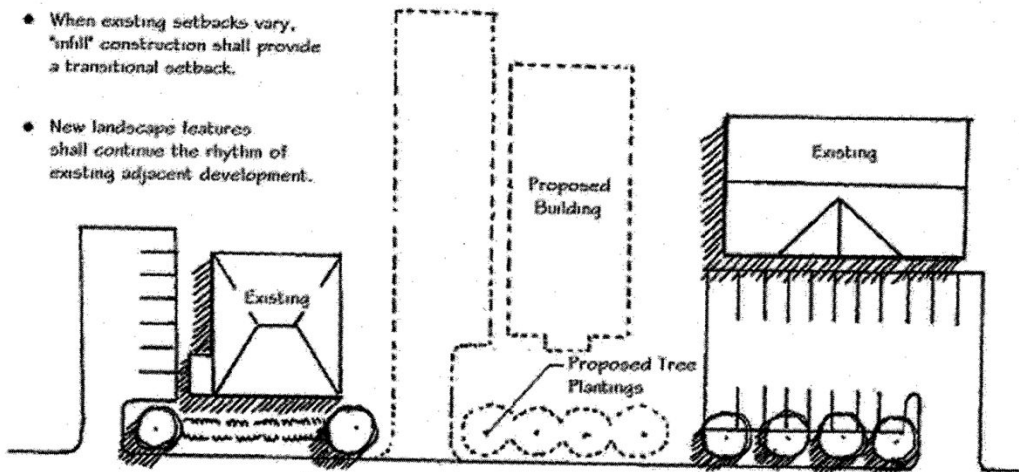 • When existing setbacks vary,
"infill" construction shall provide
a transitional setback.
• New landscape features
shall continue the rhythm of
existing adjacent development.
Existing
Proposed
Building
Existing
Proposed Tree
Plantings